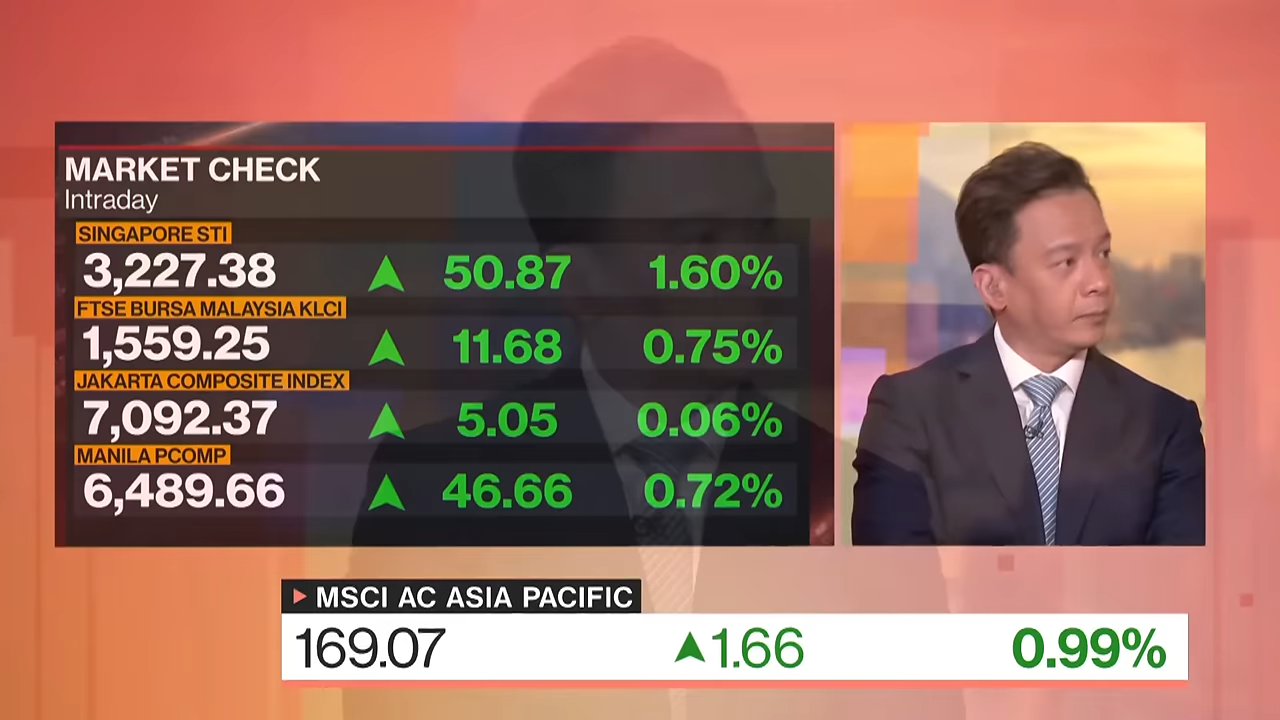 MARKET CHECK
Intraday
SINGAPORE STI
3,227.38 ▲ 50.87 1.60%
FTSE BURSA MALAYSIA KLCI
1,559.25 ▲ 11.68 0.75%
JAKARTA COMPOSITE INDEX
7,092.37 ▲ 5.05 0.06%
MANILA PCOMP
6,489.66 ▲ 46.66 0.72%
MSCI AC ASIA PACIFIC
169.07 ▲1.66 0.99%